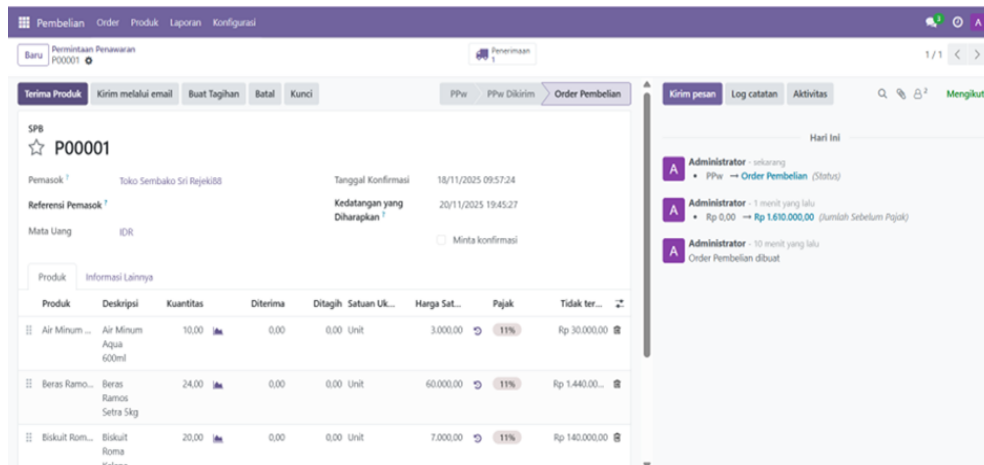 Pembelian Order Produk Laporan Konfigurasi 2 A
Baru Permintaan Penawaran
P00001
Penerimaan
1
1/1
Terima Produk Kirim melalui email Buat Tagihan Batal Kunci PPw PPw Dikirim Order Pembelian
Kirim pesan Log catatan Aktivitas 2 Mengikut
SPB
P00001
Pemasok ? Toko Sembako Sri Rejeki88
Tanggal Konfirmasi 18/11/2025 09:57:24
Referensi Pemasok ?
Kedatangan yang
Diharapkan ? 20/11/2025 19:45:27
Mata Uang IDR
Minta konfirmasi
Produk Informasi Lainnya
Produk Deskripsi Kuantitas Diterima Ditagih Satuan Uk... Harga Sat... Pajak Tidak ter...
Air Minum ... Air Minum
Aqua
600ml
10,00 0,00 0,00 Unit 3.000,00 11% Rp 30.000,00
Beras Ramo... Beras
Ramos
Setra 5kg
24,00 0,00 0,00 Unit 60.000,00 11% Rp 1.440.00...
Biskuit Rom... Biskuit
Roma
20,00 0,00 0,00 Unit 7.000,00 11% Rp 140.000,00
Hari Ini
A Administrator - sekarang
PPw → Order Pembelian (Status)
A Administrator - 1 menit yang lalu
Rp 0,00 → Rp 1.610.000,00 (Jumlah Sebelum Pajak)
A Administrator - 10 menit yang lalu
Order Pembelian dibuat